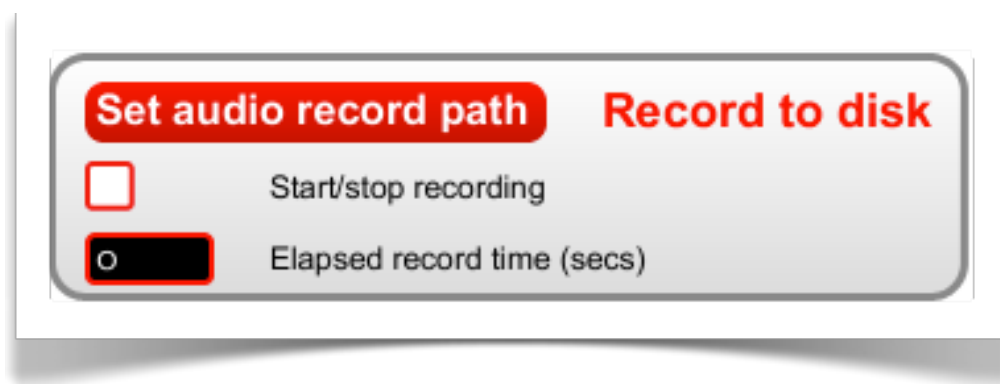 Set audio record path Record to disk
Start/stop recording
0 Elapsed record time (secs)